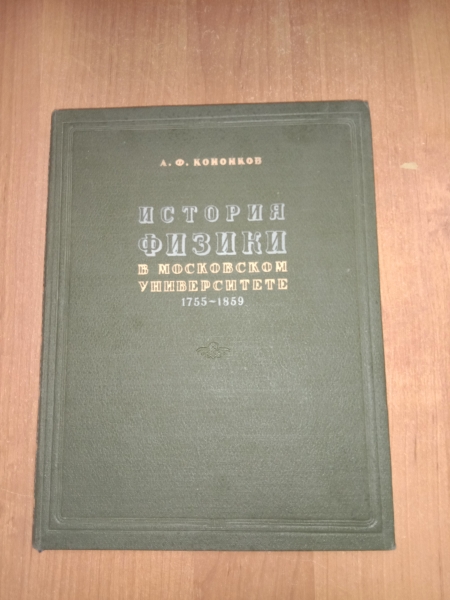 А. Ф. КОНОНКОВ
ИСТОРИЯ
ФИЗИКИ
В МОСКОВСКОМ
УНИВЕРСИТЕТЕ
1755-1859